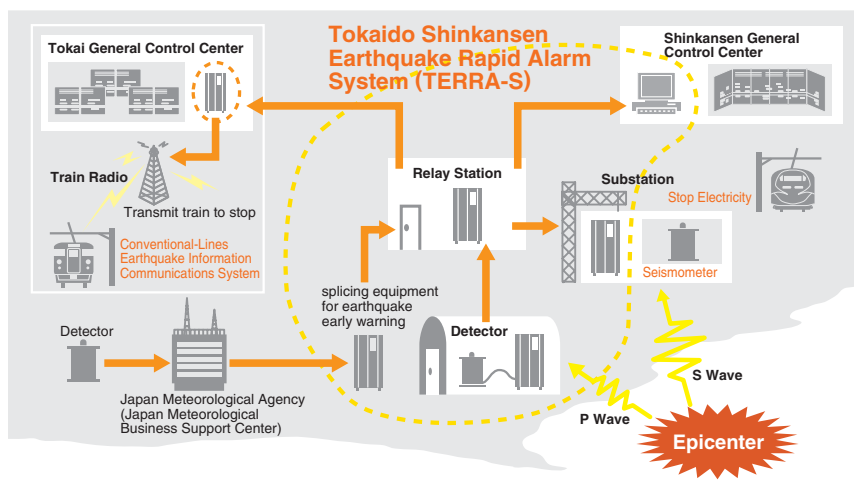 Tokai General Control Center
Tokaido Shinkansen
Earthquake Rapid Alarm
System (TERRA-S)
Shinkansen General
Control Center
Train Radio
Transmit train to stop
Conventional-Lines
Earthquake Information
Communications System
Relay Station
Substation
Stop Electricity
Seismometer
splicing equipment
for earthquake
early warning
Detector
Detector
Japan Meteorological Agency
(Japan Meteorological
Business Support Center)
S Wave
P Wave
Epicenter